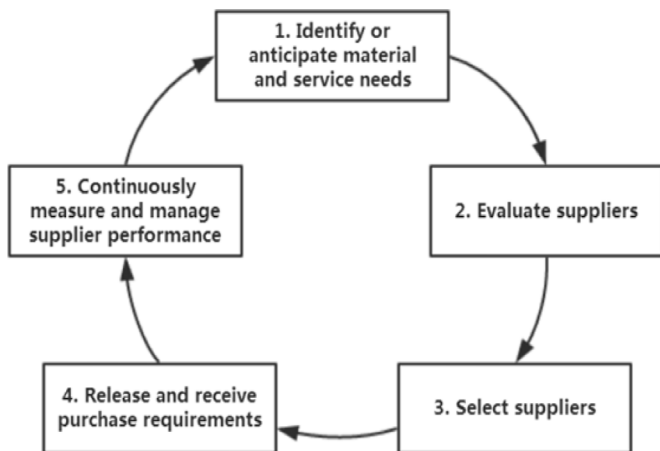 1. Identify or
anticipate material
and service needs
2. Evaluate suppliers
3. Select suppliers
4. Release and receive
purchase requirements
5. Continuously
measure and manage
supplier performance